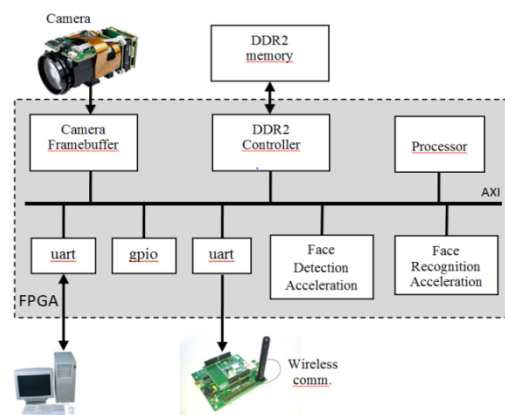 Camera
DDR2
memory
Camera
Framebuffer
DDR2
Controller
Processor
AXI
uart
gpio
uart
Face
Detection
Acceleration
Face
Recognition
Acceleration
FPGA
Wireless
comm.